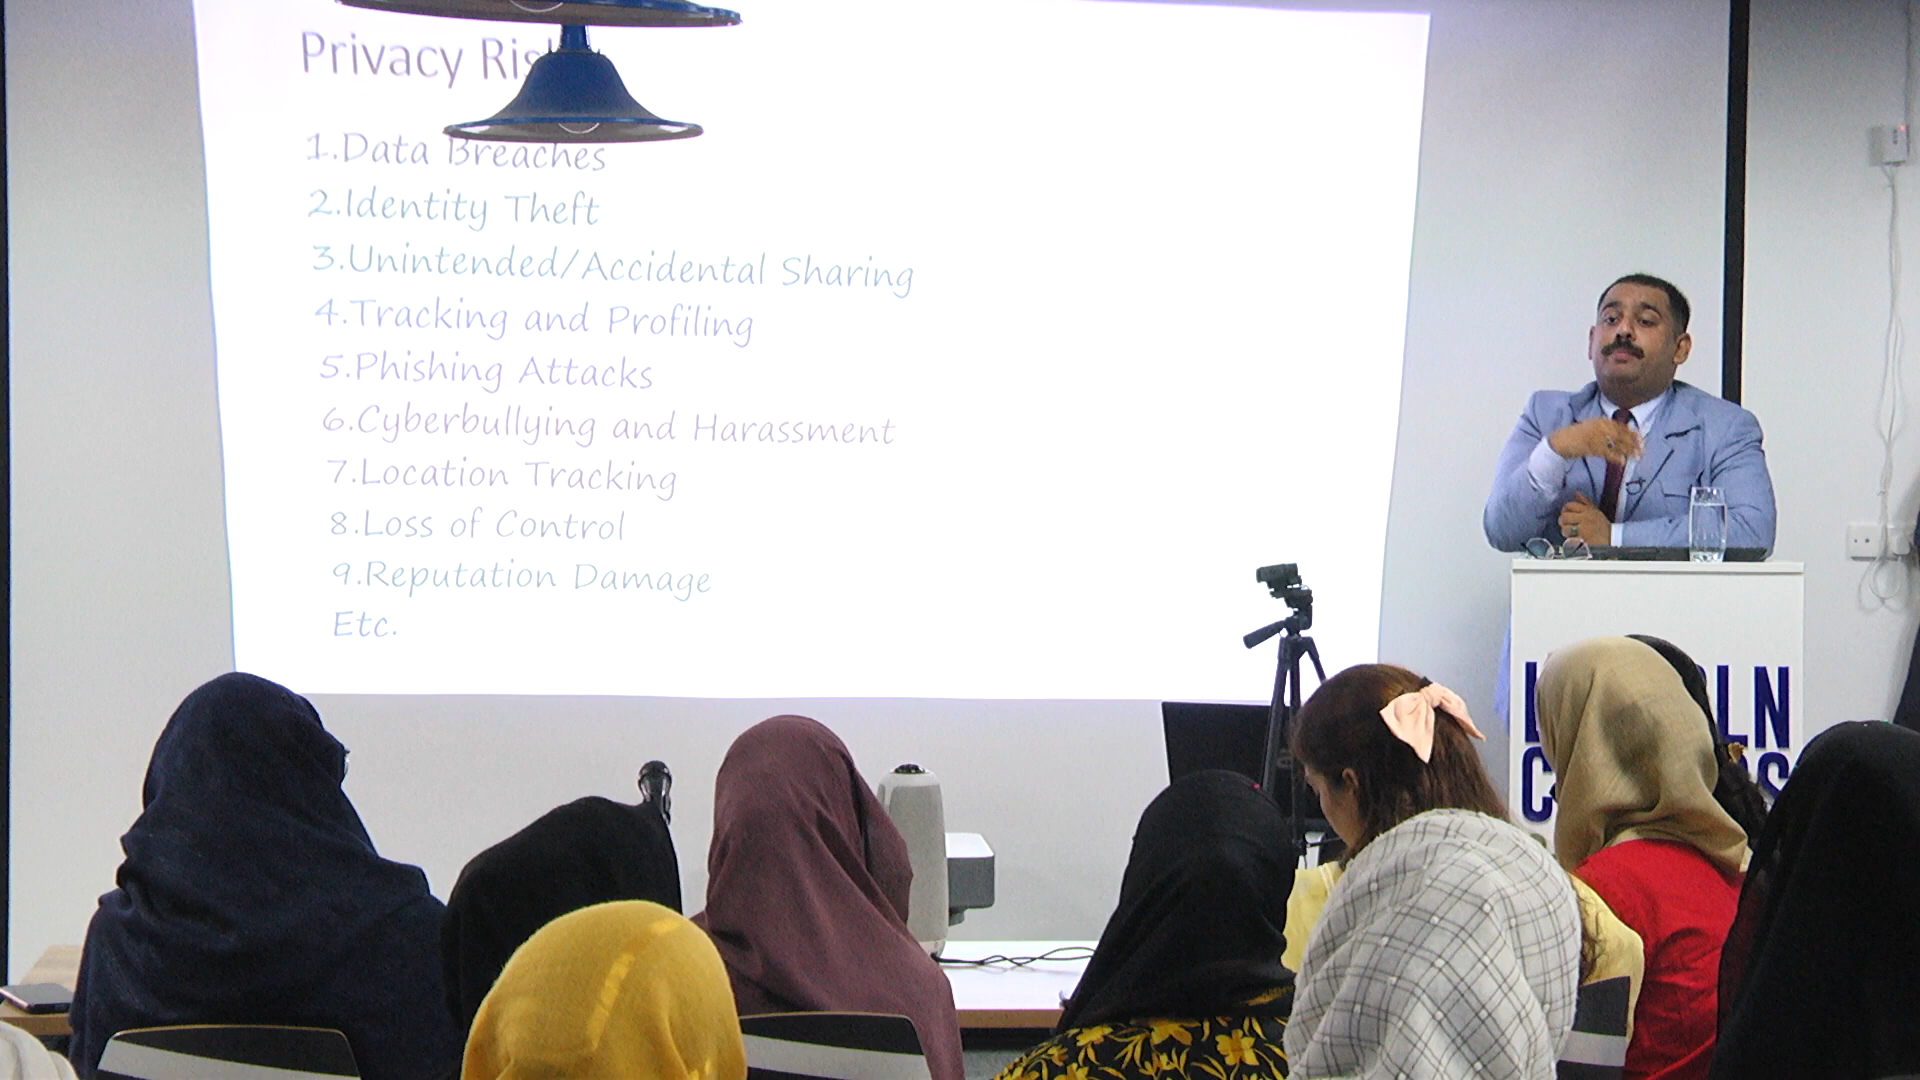 Privacy
1.Data Breaches
2.Identity Theft
3.Unintended/Accidental Sharing
4.Tracking and Profiling
5.Phishing Attacks
6.Cyberbullying and Harassment
7.Location Tracking
8.Loss of Control
9.Reputation Damage
Etc.